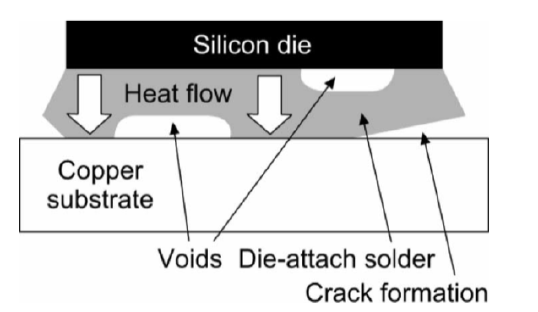 Silicon die
Heat flow
Copper
substrate
Voids
Die-attach solder
Crack formation